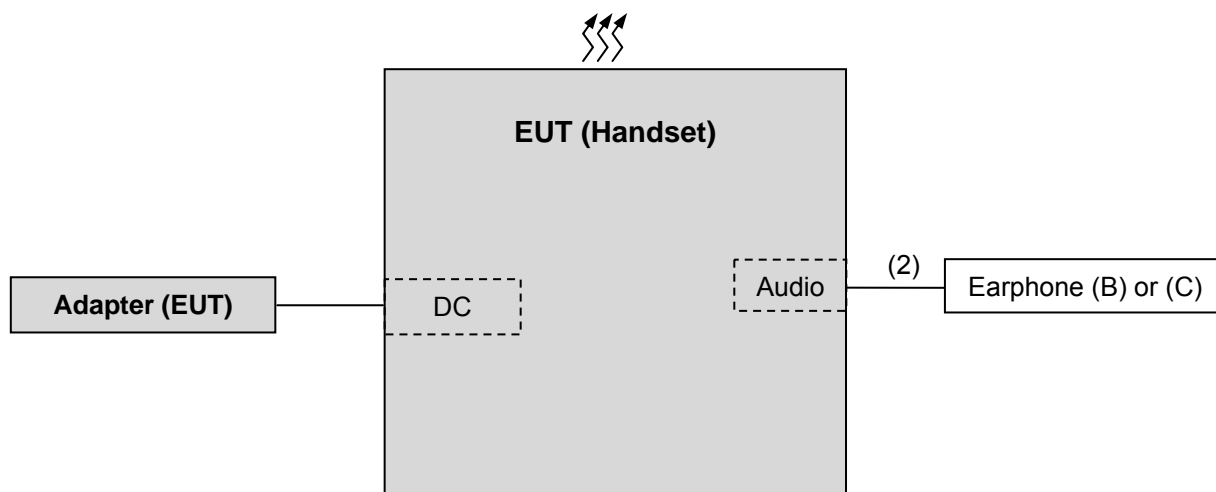 EUT (Handset)
Adapter (EUT)
DC
Audio
(2)
Earphone (B) or (C)